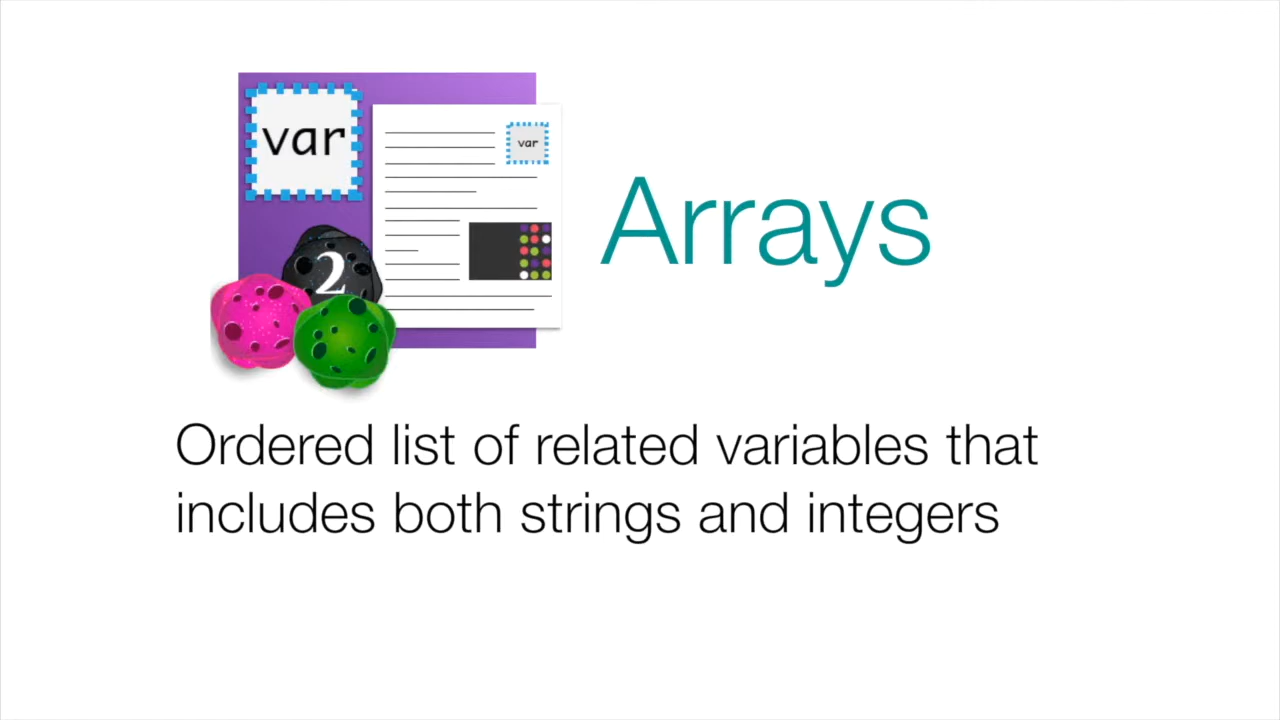 var
var
2
Arrays
Ordered list of related variables that
includes both strings and integers